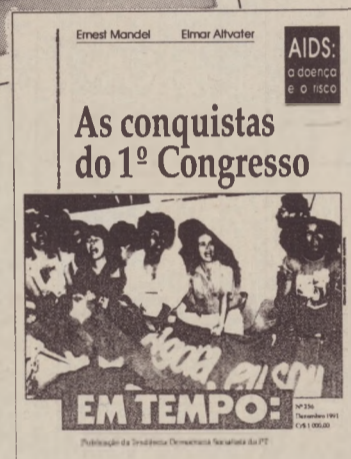 Ernest Mandel Elmar Altvater
AIDS:
a doença
e o risco
As conquistas
do 1º Congresso
EM TEMPO:
Nº 256
Dezembro 1991
Cr$ 1.000,00
Publicação da Tendência Democracia Socialista do PT